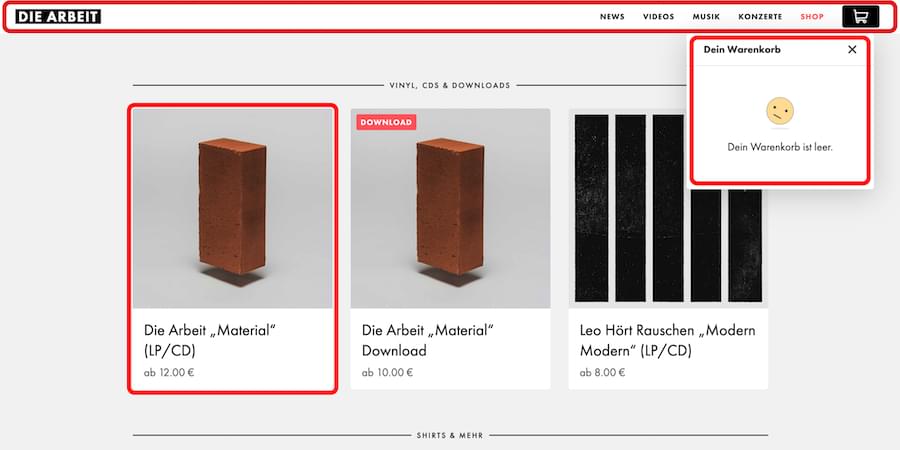 DIE ARBEIT
NEWS VIDEOS MUSIK KONZERTE SHOP
Dein Warenkorb
Dein Warenkorb ist leer.
VINYL, CDS & DOWNLOADS
Die Arbeit „Material“
(LP/CD)
ab 12.00 €
DOWNLOAD
Die Arbeit „Material“
Download
ab 10.00 €
Leo Hört Rauschen „Modern
Modern“ (LP/CD)
ab 8.00 €
SHIRTS & MEHR